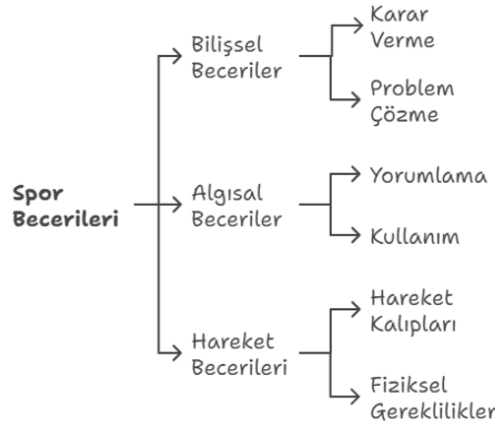 Spor
Becerileri
Bilişsel
Beceriler
Karar
Verme
Problem
Çözme
Algısal
Beceriler
Yorumlama
Kullanım
Hareket
Becerileri
Hareket
Kalıpları
Fiziksel
Gereklilikler